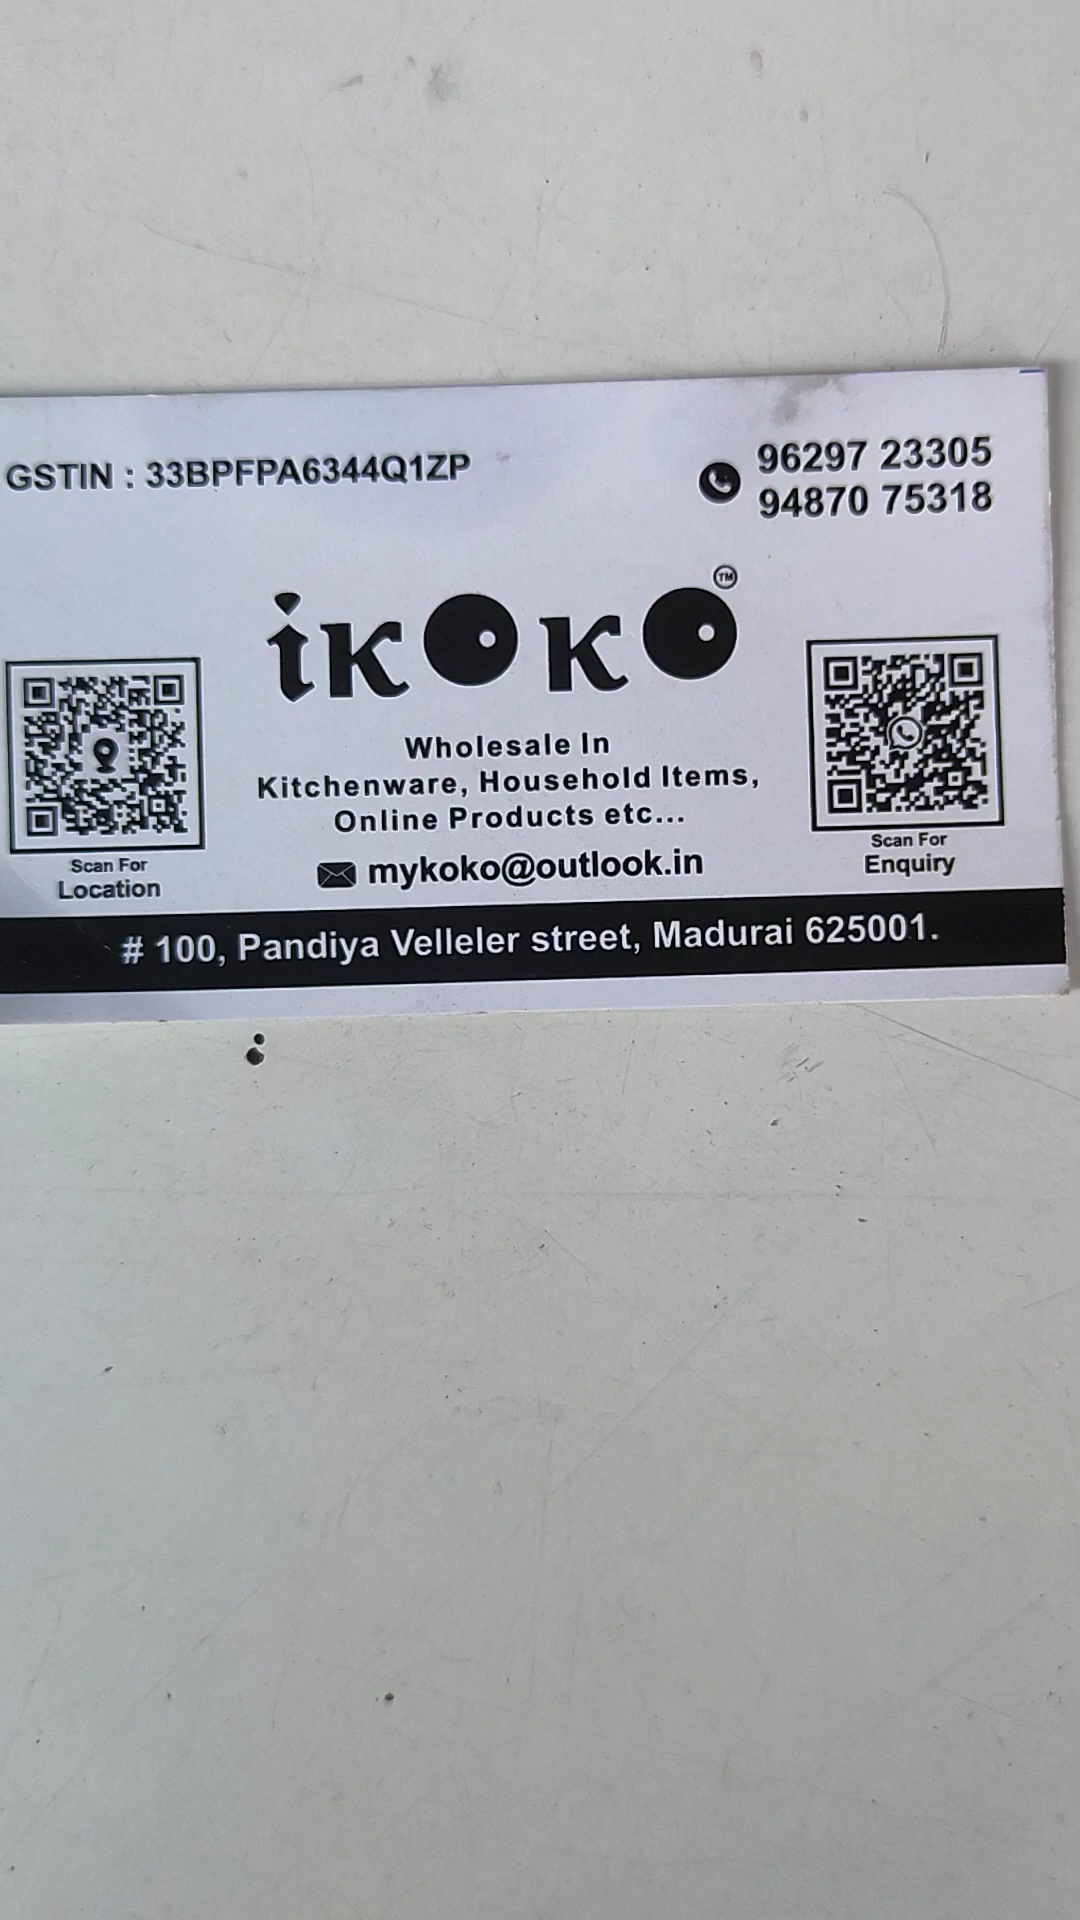 GSTIN : 33BPFPA6344Q1ZP
96297 23305
94870 75318
iKOKO TM
Wholesale In
Kitchenware, Household Items,
Online Products etc...
mykoko@outlook.in
Scan For
Location
Scan For
Enquiry
# 100, Pandiya Velleler street, Madurai 625001.